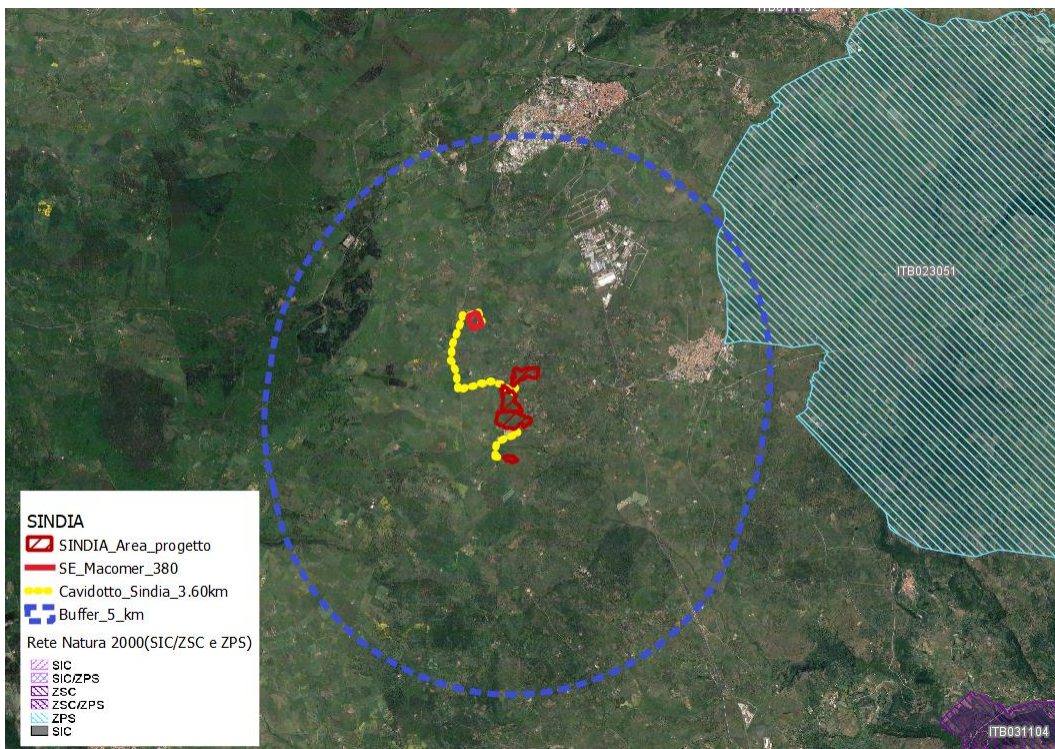 ITB023051
SINDIA
SINDIA_Area_progetto
SE_Macomer_380
Cavidotto_Sindia_3.60km
Buffer_5_km
Rete Natura 2000(SIC/ZSC e ZPS)
SIC
SIC/ZPS
ZSC
ZSC/ZPS
ZPS
SIC
ITB031104